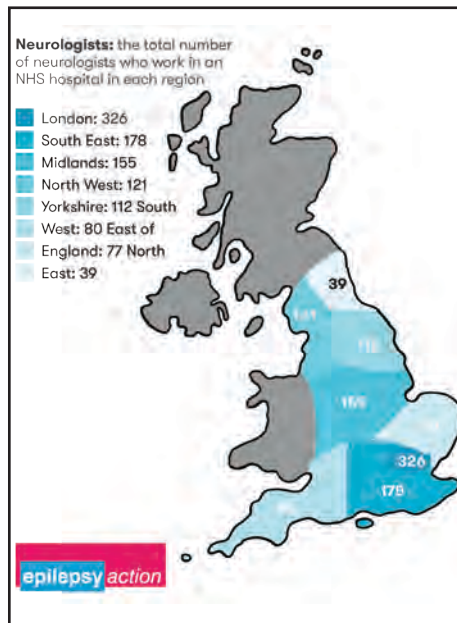 Neurologists: the total number
of neurologists who work in an
NHS hospital in each region
London: 326
South East: 178
Midlands: 155
North West: 121
Yorkshire: 112 South
West: 80 East of
England: 77 North
East: 39
39
121
112
155
326
178
epilepsy action